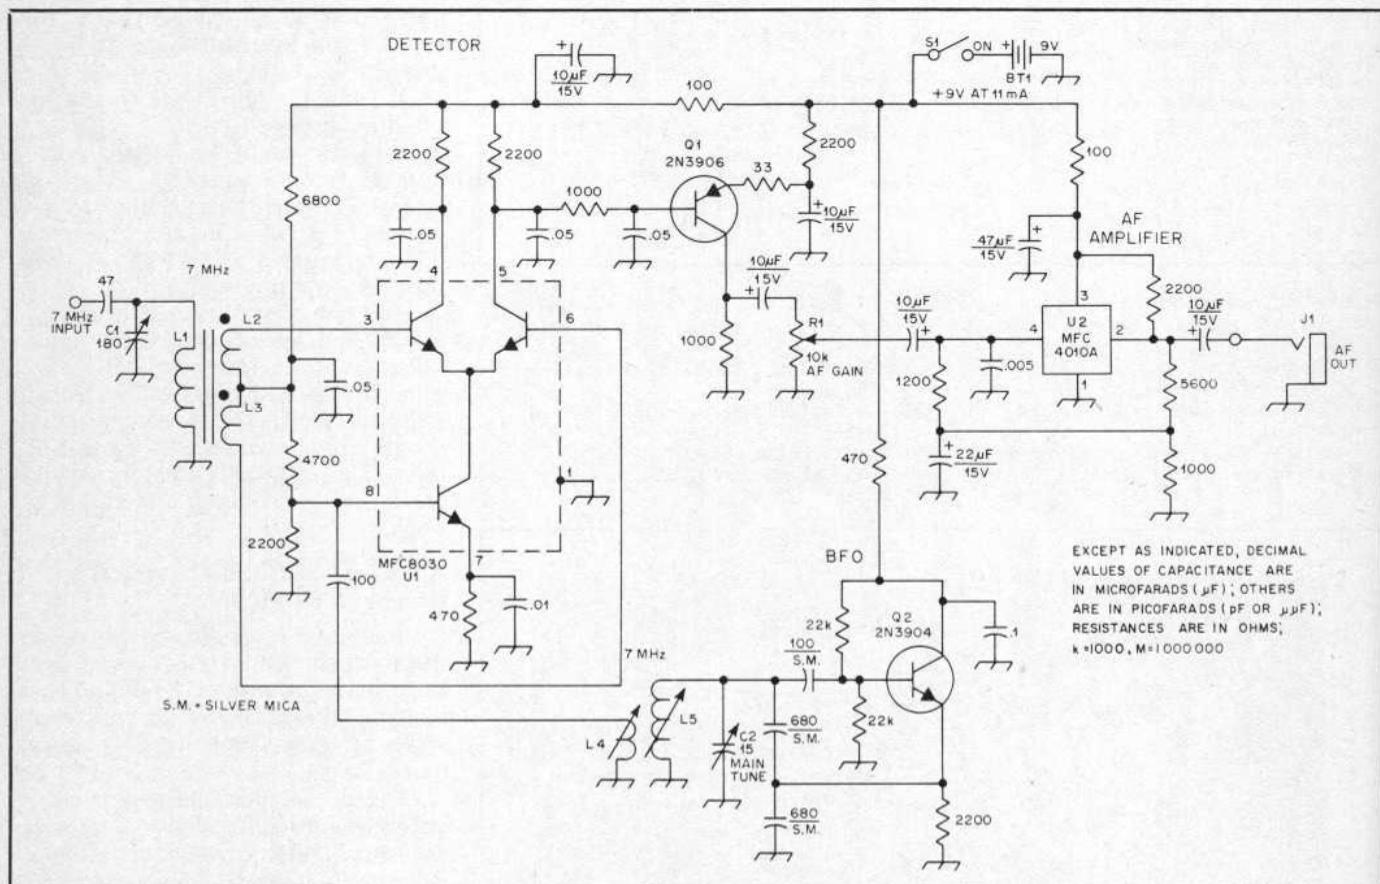 DETECTOR
+
10µF
15V
S1
ON
+
9V
BT1
+9V AT 11mA
100
2200
2200
Q1
2N3906
33
2200
100
6800
1000
.05
.05
.05
+
10µF
15V
47µF
15V
+
AF
AMPLIFIER
7 MHz
4
5
10µF
15V
+
10µF
15V
+
2200
47
7 MHz
INPUT
C1
180
L1
L2
3
6
1000
R1
10k
AF GAIN
4
3
U2
MFC
4010A
2
1
10µF
15V
+
J1
AF
OUT
.05
L3
1200
.005
5600
4700
470
+
22µF
15V
1000
8
1
2200
100
MFC8030
U1
7
470
.01
BFO
EXCEPT AS INDICATED, DECIMAL
VALUES OF CAPACITANCE ARE
IN MICROFARADS (µF); OTHERS
ARE IN PICOFARADS (pF OR µµF);
RESISTANCES ARE IN OHMS;
k=1000, M=1000000
22k
Q2
2N3904
.1
7 MHz
100
S.M.
S.M. = SILVER MICA
L4
L5
C2
15
MAIN
TUNE
680
S.M.
22k
680
S.M.
2200